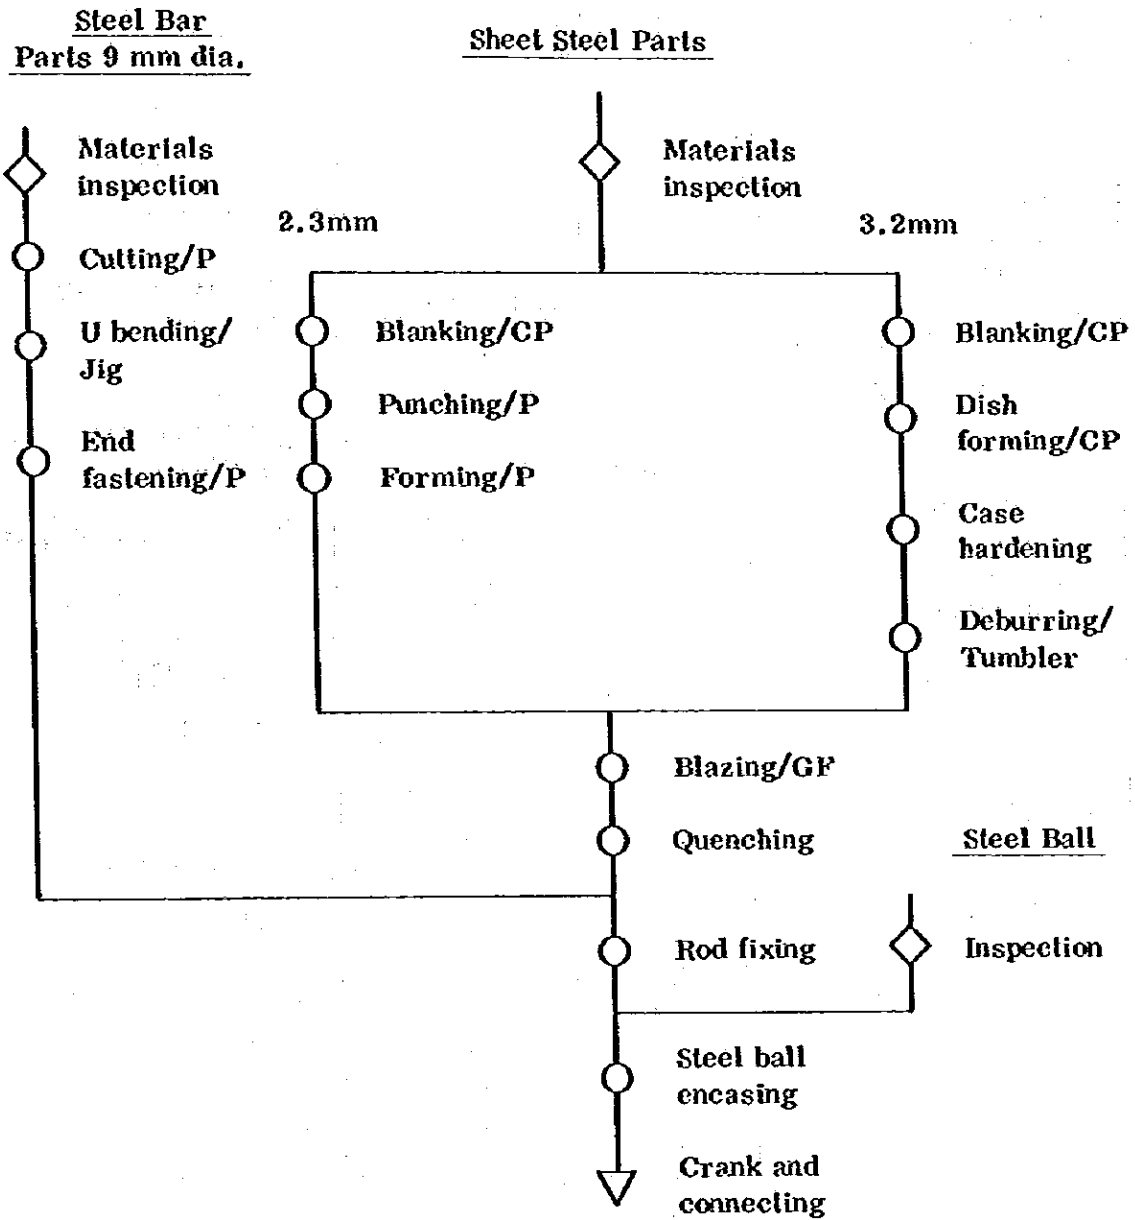 Steel Bar
Parts 9 mm dia.
Sheet Steel Parts
Materials
inspection
Materials
inspection
2.3mm
3.2mm
Cutting/P
U bending/
Jig
Blanking/CP
Blanking/CP
Punching/P
Dish
forming/CP
End
fastening/P
Forming/P
Case
hardening
Deburring/
Tumbler
Blazing/GF
Quenching
Steel Ball
Rod fixing
Inspection
Steel ball
encasing
Crank and
connecting